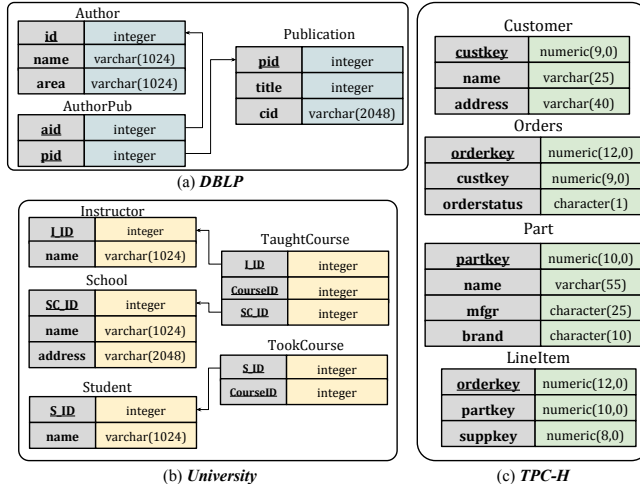 Author
id integer
name varchar(1024)
area varchar(1024)
AuthorPub
aid integer
pid integer
Publication
pid integer
title integer
cid varchar(2048)
(a) DBLP
Instructor
I_ID integer
name varchar(1024)
School
SC_ID integer
name varchar(1024)
address varchar(2048)
Student
S_ID integer
name varchar(1024)
TaughtCourse
I_ID integer
CourseID integer
SC_ID integer
TookCourse
S_ID integer
CourseID integer
(b) University
Customer
custkey numeric(9,0)
name varchar(25)
address varchar(40)
Orders
orderkey numeric(12,0)
custkey numeric(9,0)
orderstatus character(1)
Part
partkey numeric(10,0)
name varchar(55)
mfgr character(25)
brand character(10)
LineItem
orderkey numeric(12,0)
partkey numeric(10,0)
suppkey numeric(8,0)
(c) TPC-H